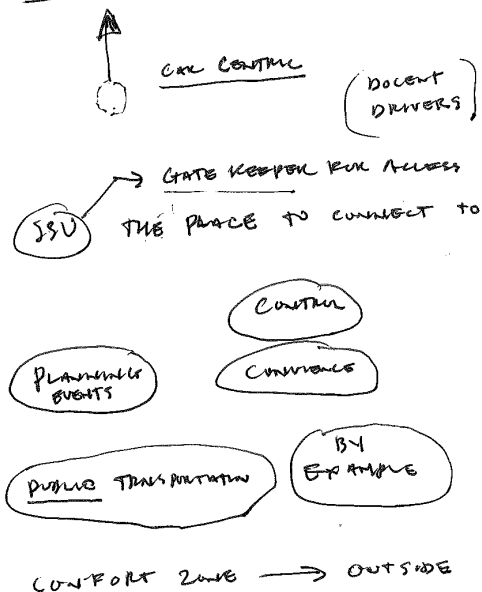 CAR CENTRIC
(DOCENT
DRIVERS)
GATE KEEPER FOR ACCESS
SSU THE PLACE TO CONNECT TO
CONTROL
CONVIENCE
PLANNING
EVENTS
BY
EXAMPLE
PUBLIC TRANSPORTATION
COMFORT ZONE → OUTSIDE